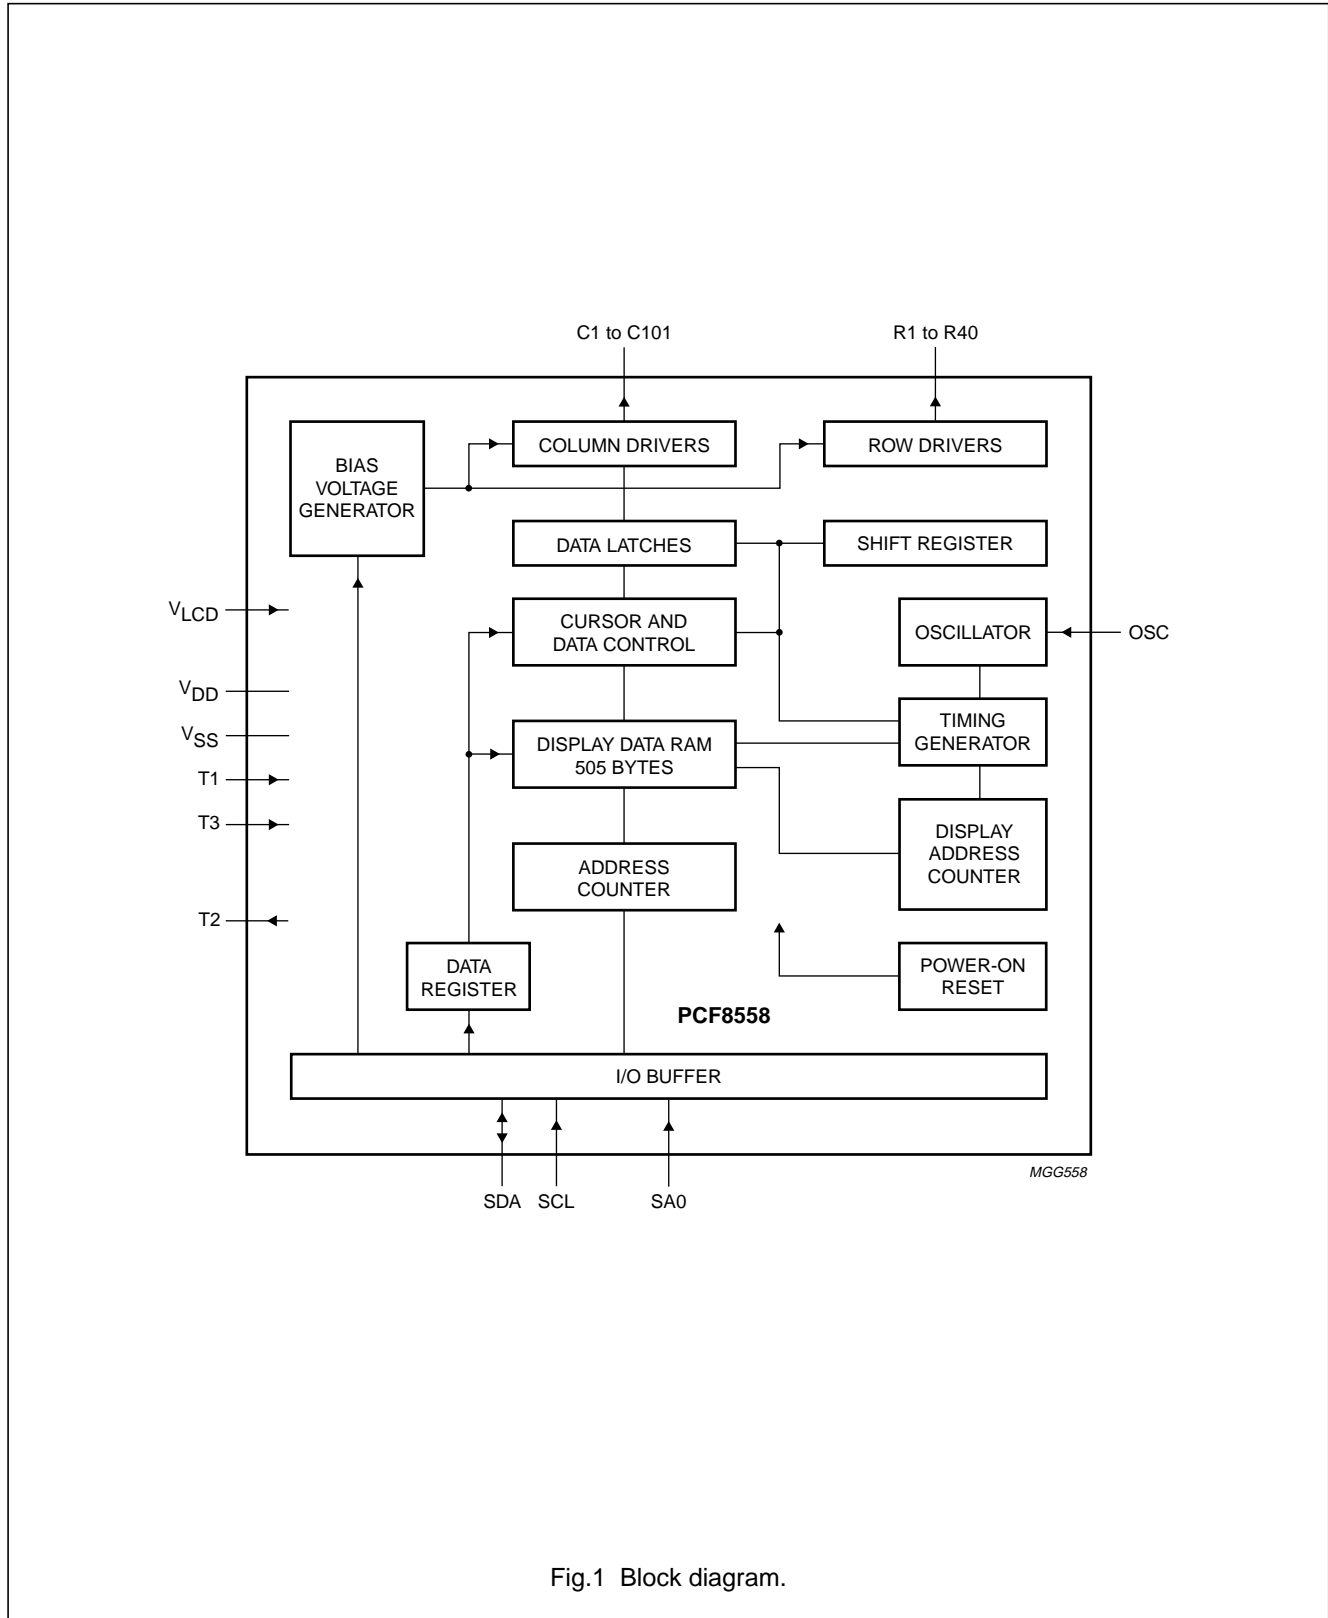 C1 to C101
R1 to R40
BIAS
VOLTAGE
GENERATOR
COLUMN DRIVERS
ROW DRIVERS
DATA LATCHES
SHIFT REGISTER
VLCD
CURSOR AND
DATA CONTROL
OSCILLATOR
OSC
VDD
VSS
T1
T3
T2
DISPLAY DATA RAM
505 BYTES
TIMING
GENERATOR
DISPLAY
ADDRESS
COUNTER
ADDRESS
COUNTER
DATA
REGISTER
POWER-ON
RESET
PCF8558
I/O BUFFER
SDA
SCL
SA0
MGG558
Fig.1 Block diagram.